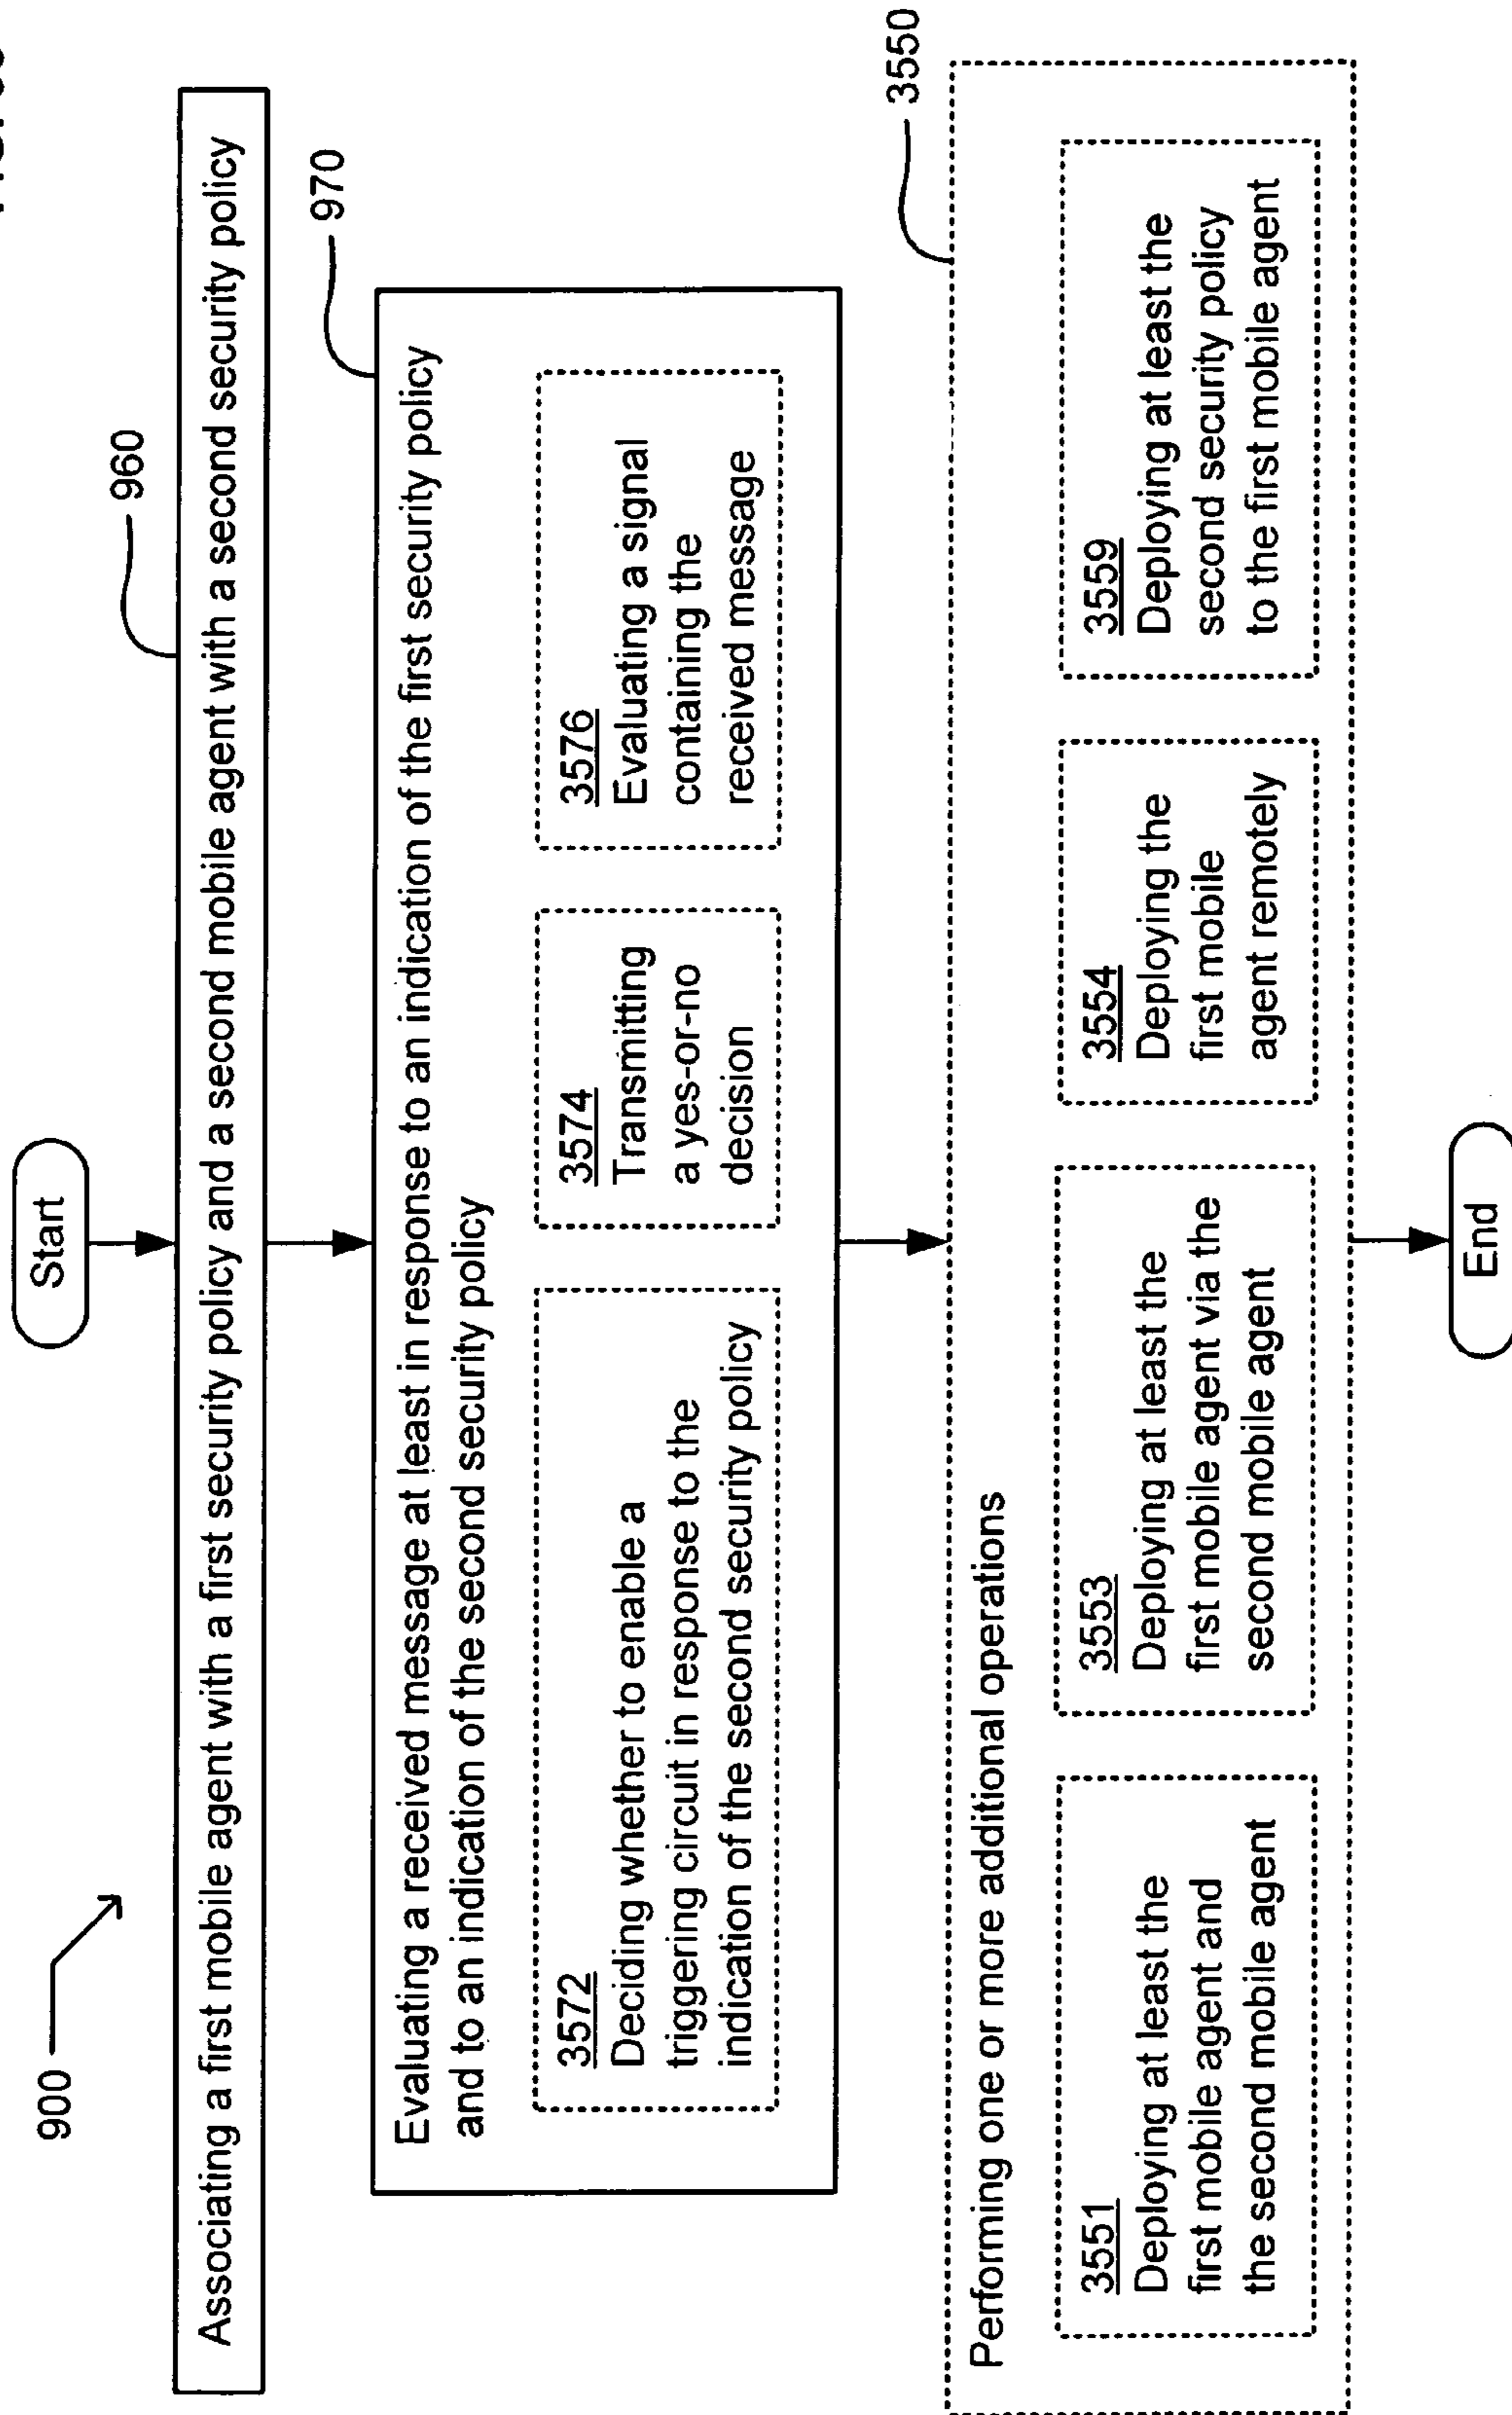 900
Start
960
Associating a first mobile agent with a first security policy and a second mobile agent with a second security policy
970
Evaluating a received message at least in response to an indication of the first security policy
and to an indication of the second security policy
3572
Deciding whether to enable a
triggering circuit in response to the
indication of the second security policy
3574
Transmitting
a yes-or-no
decision
3576
Evaluating a signal
containing the
received message
3550
Performing one or more additional operations
3551
Deploying at least the
first mobile agent and
the second mobile agent
3553
Deploying at least the
first mobile agent via the
second mobile agent
3554
Deploying the
first mobile
agent remotely
3559
Deploying at least the
second security policy
to the first mobile agent
End